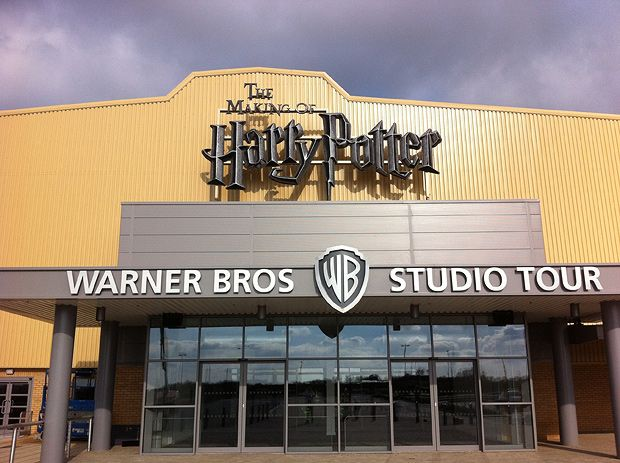 THE
MAKING OF
Harry Potter
WARNER BROS WB STUDIO TOUR